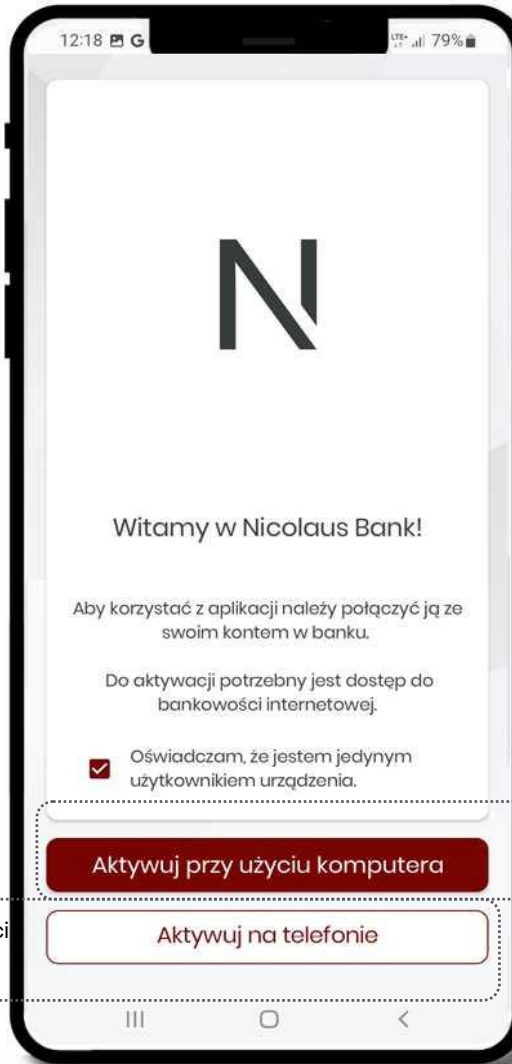 12:18 G LTE+ 79%
N
Witamy w Nicolaus Bank!
Aby korzystać z aplikacji należy połączyć ją ze
swoim kontem w banku.
Do aktywacji potrzebny jest dostęp do
bankowości internetowej.
Oświadczam, że jestem jedynym
użytkownikiem urządzenia.
Aktywuj przy użyciu komputera
Aktywuj na telefonie